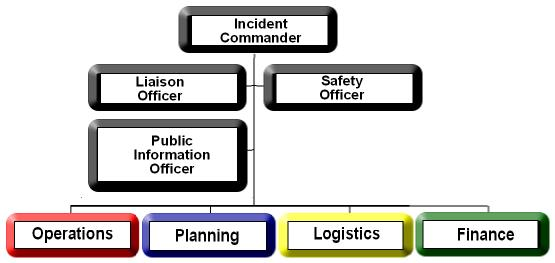 Incident
Commander
Liaison
Officer
Safety
Officer
Public
Information
Officer
Operations
Planning
Logistics
Finance